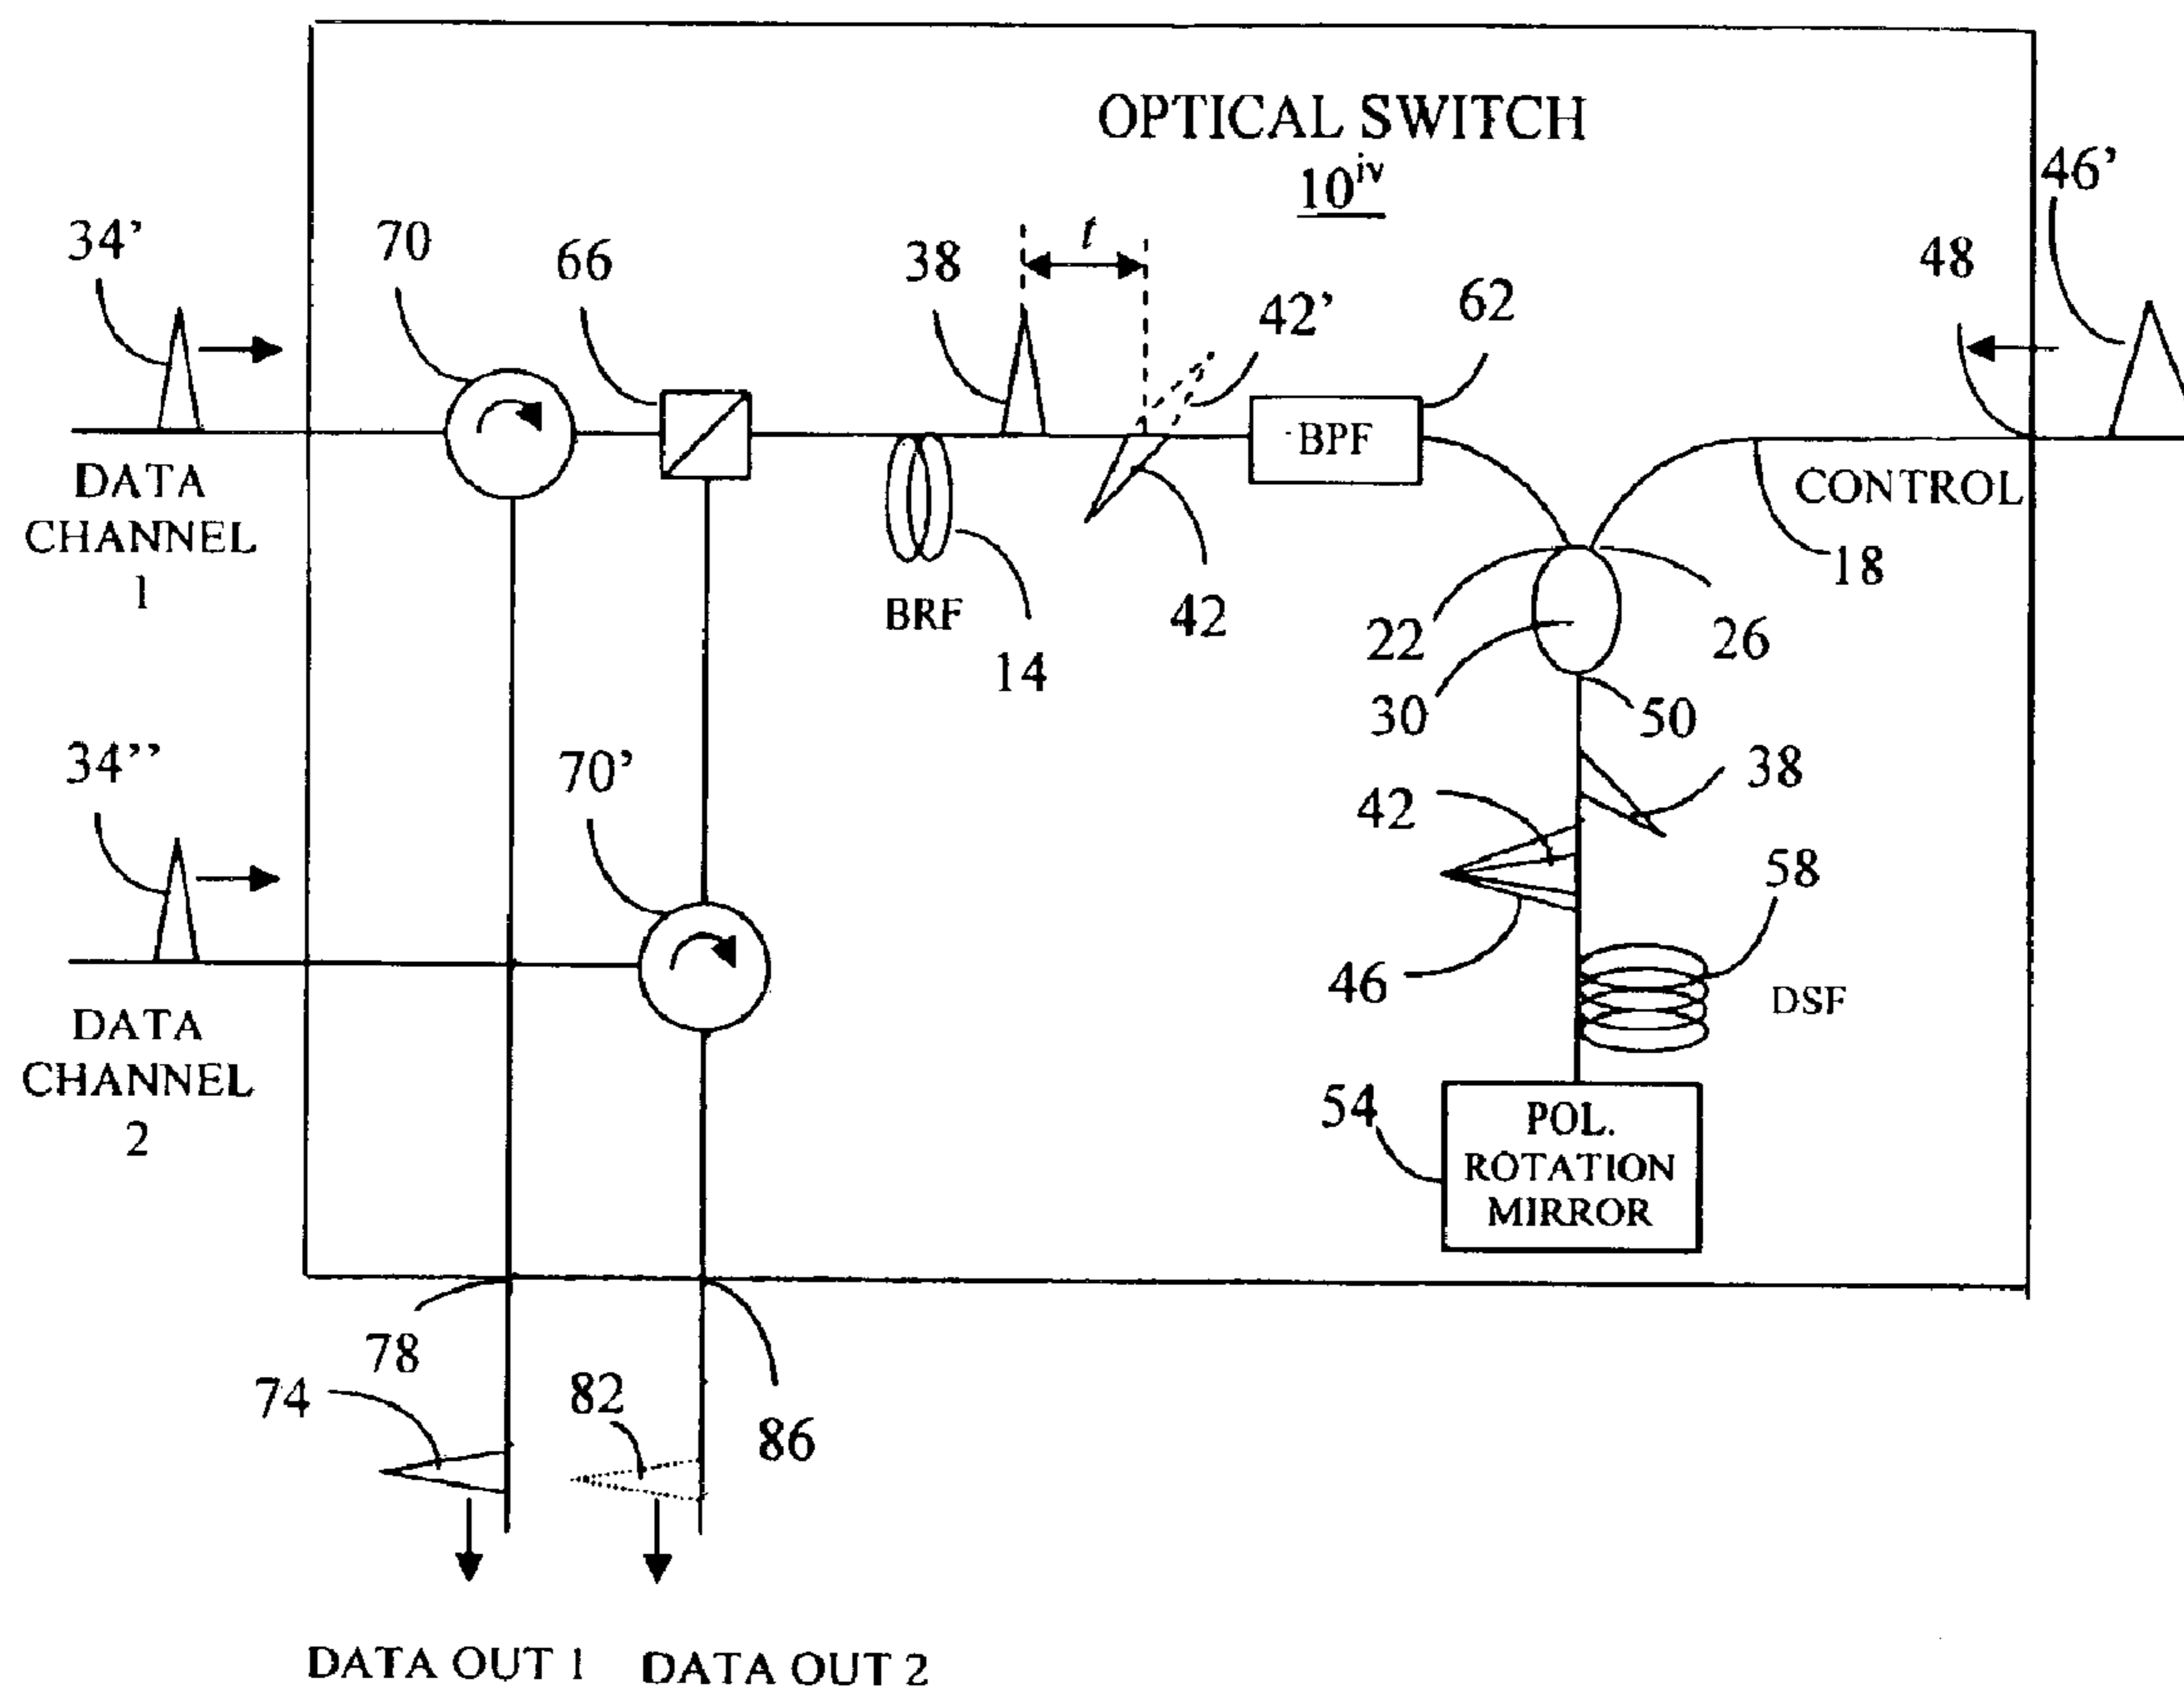 OPTICAL SWITCH
10iv
46'
34'
70
66
38
t
42'
62
48
BPF
DATA
CHANNEL
1
CONTROL
18
BRF
14
42
22
26
30
50
34''
70'
42
38
58
46
DSF
DATA
CHANNEL
2
54
POL.
ROTATION
MIRROR
78
74
82
86
DATA OUT 1
DATA OUT 2